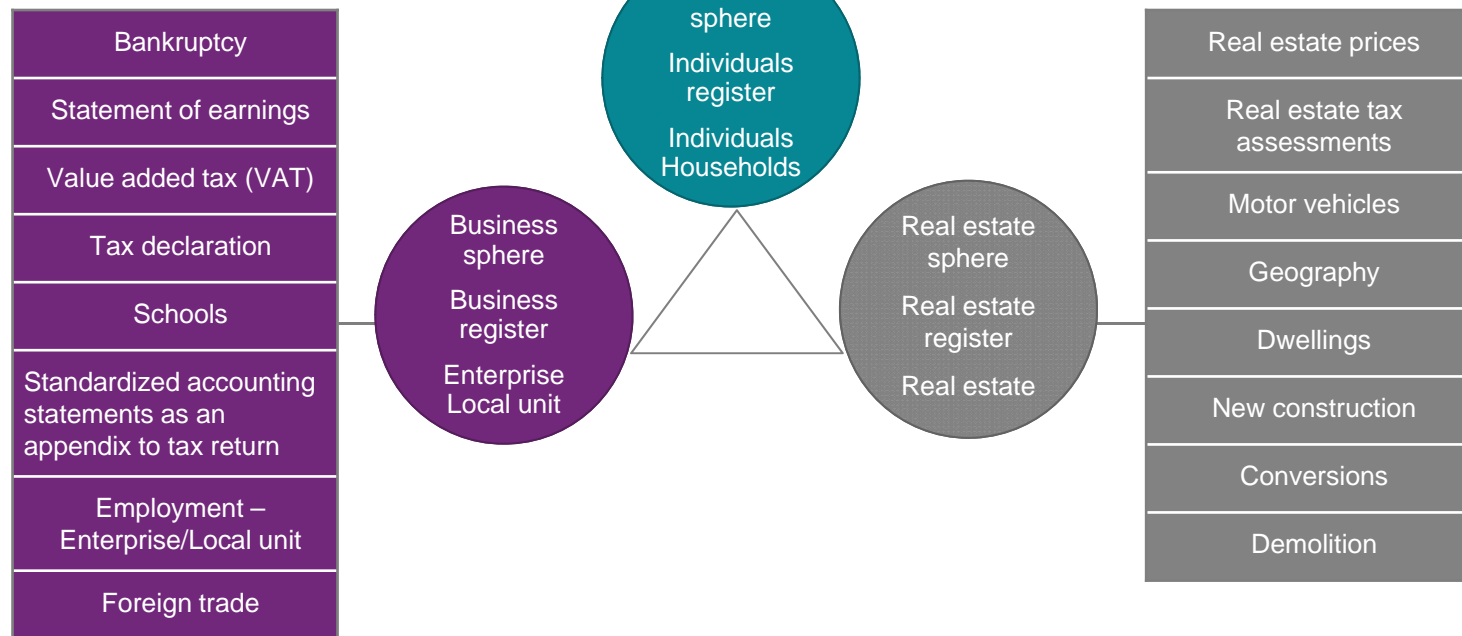 Bankruptcy
Statement of earnings
Value added tax (VAT)
Tax declaration
Schools
Standardized accounting
statements as an
appendix to tax return
Employment –
Enterprise/Local unit
Foreign trade
sphere
Individuals
register
Individuals
Households
Business
sphere
Business
register
Enterprise
Local unit
Real estate
sphere
Real estate
register
Real estate
Real estate prices
Real estate tax
assessments
Motor vehicles
Geography
Dwellings
New construction
Conversions
Demolition